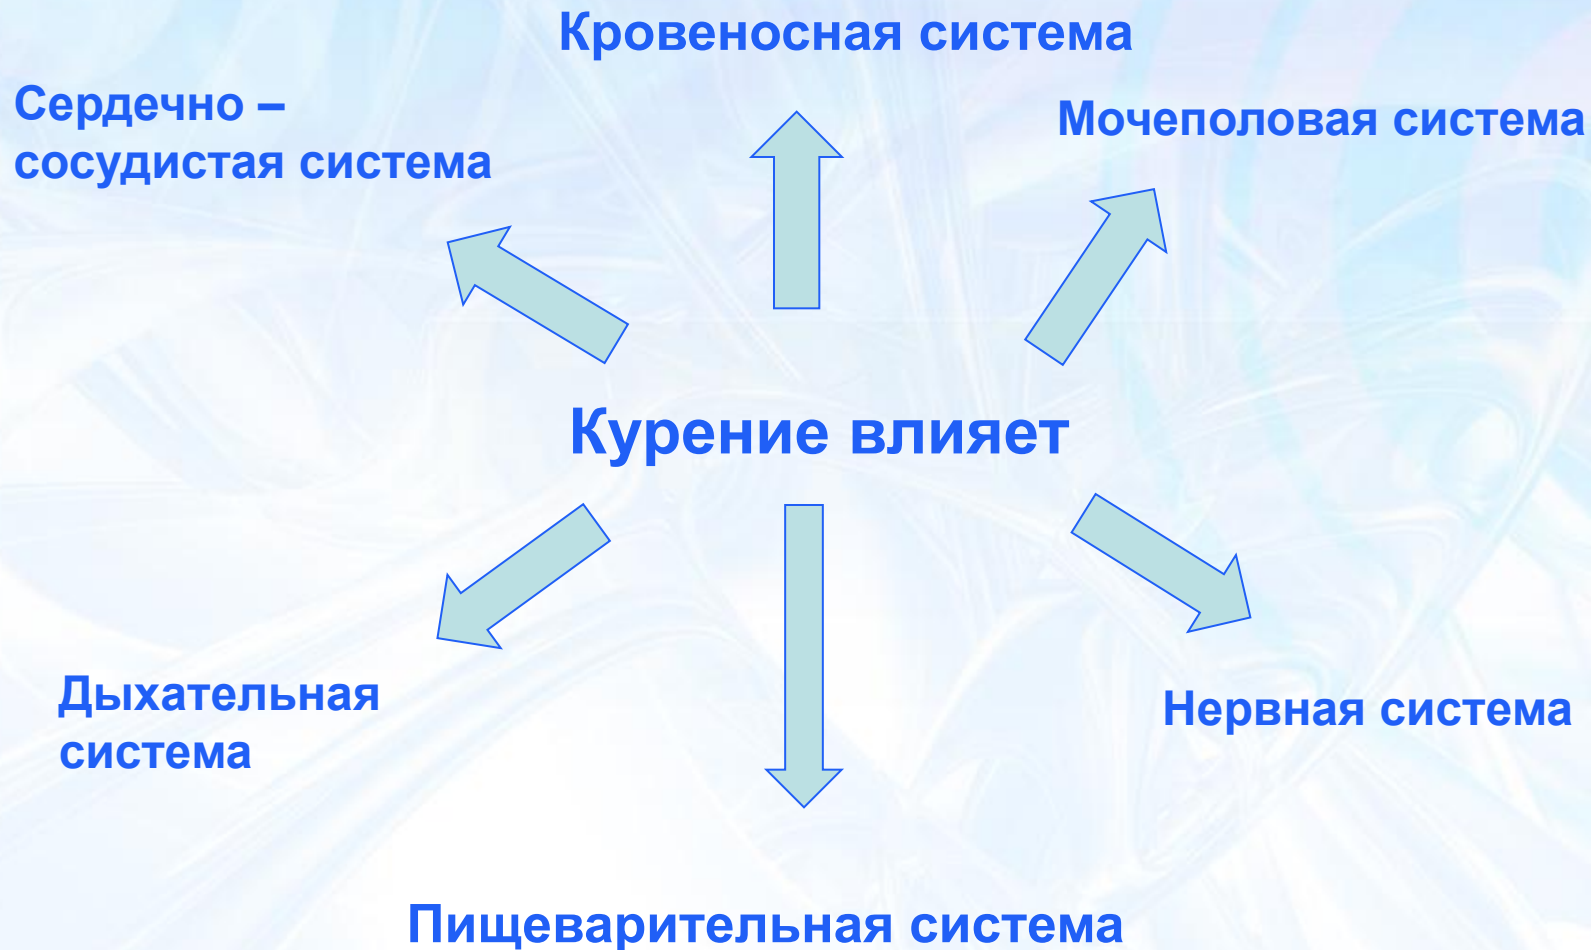 Кровеносная система
Сердечно –
сосудистая система
Мочеполовая система
Курение влияет
Дыхательная
система
Нервная система
Пищеварительная система